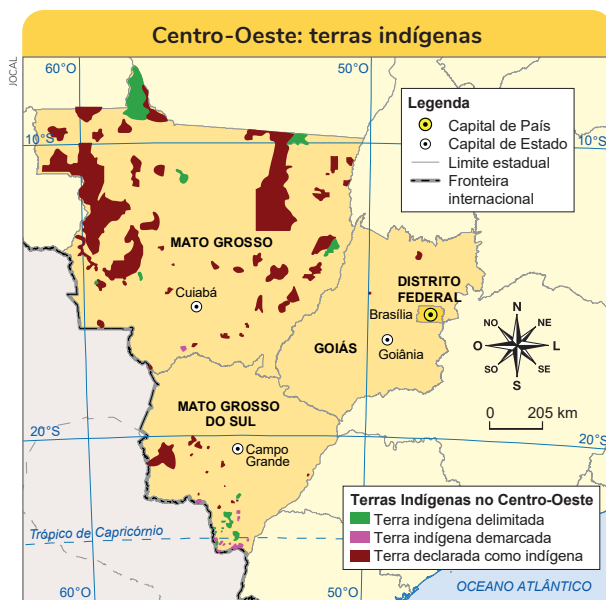 Centro-Oeste: terras indígenas
JOCAL
60°O
50°O
10°S
10°S
Legenda
Capital de País
Capital de Estado
Limite estadual
Fronteira
internacional
MATO GROSSO
Cuiabá
DISTRITO
FEDERAL
Brasília
GOIÁS
Goiânia
N
NO
NE
O
L
SO
SE
S
0 205 km
MATO GROSSO
DO SUL
20°S
20°S
Campo
Grande
Terras Indígenas no Centro-Oeste
Terra indígena delimitada
Terra indígena demarcada
Terra declarada como indígena
Trópico de Capricórnio
60°O
50°O
OCEANO ATLÂNTICO